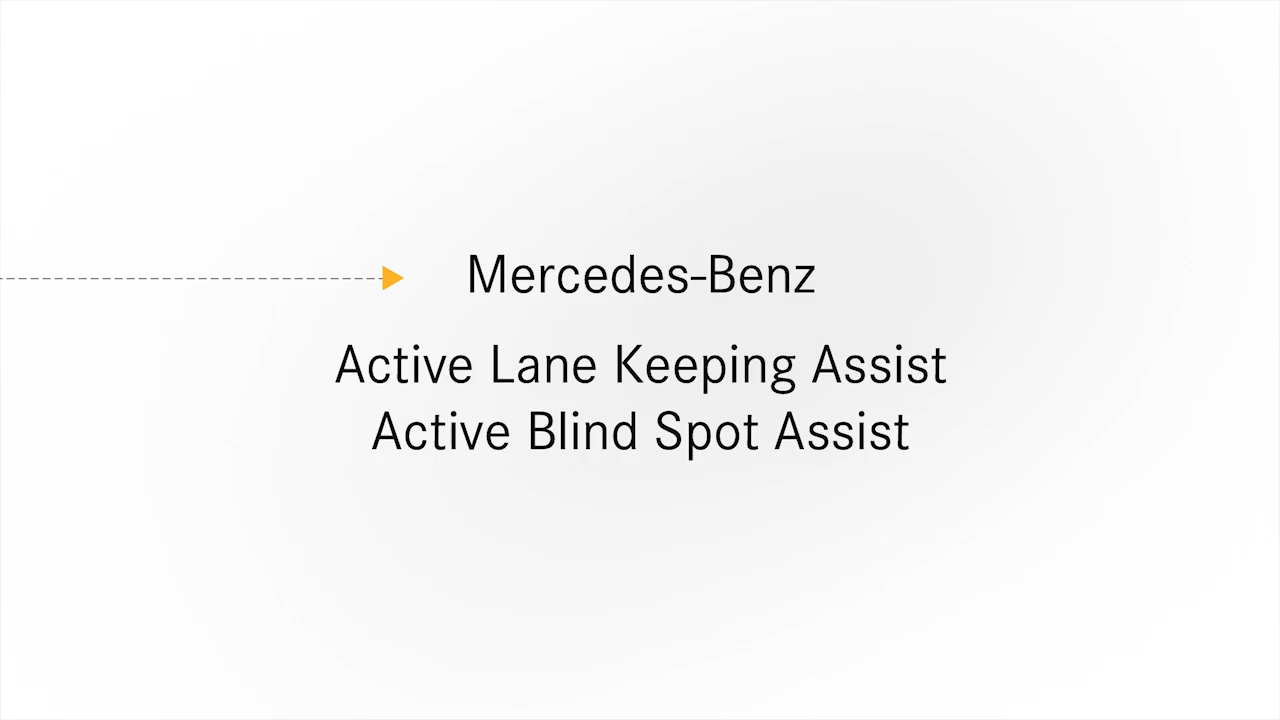 Mercedes-Benz
Active Lane Keeping Assist
Active Blind Spot Assist